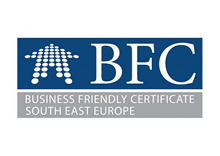 BFC
BUSINESS FRIENDLY CERTIFICATE
SOUTH EAST EUROPE